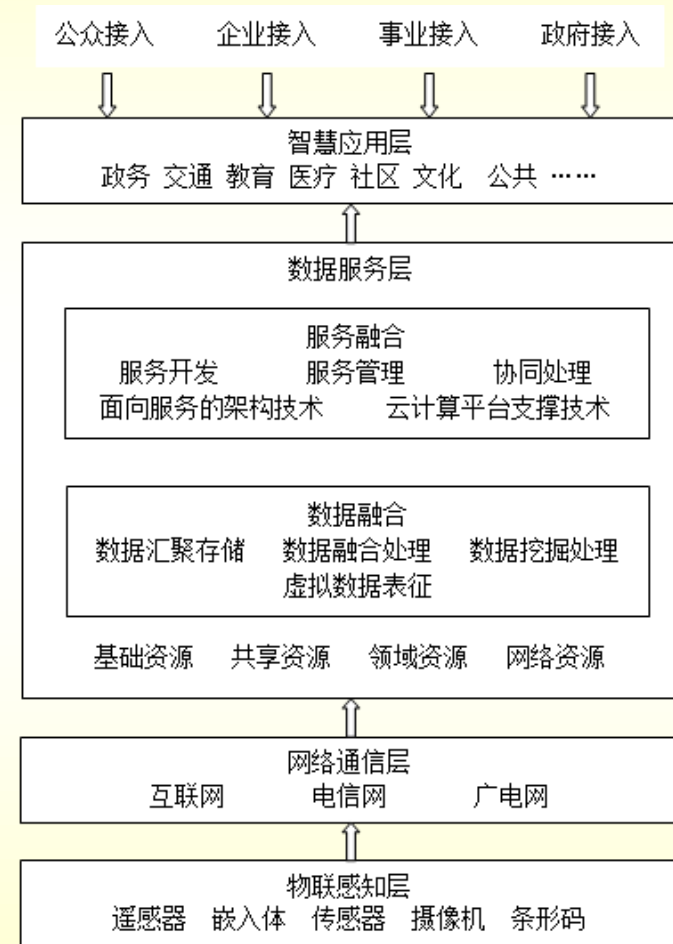 公众接入 企业接入 事业接入 政府接入
智慧应用层
政务 交通 教育 医疗 社区 文化 公共 ……
数据服务层
服务融合
服务开发 服务管理 协同处理
面向服务的架构技术 云计算平台支撑技术
数据融合
数据汇聚存储 数据融合处理 数据挖掘处理
虚拟数据表征
基础资源 共享资源 领域资源 网络资源
网络通信层
互联网 电信网 广电网
物联感知层
遥感器 嵌入体 传感器 摄像机 条形码